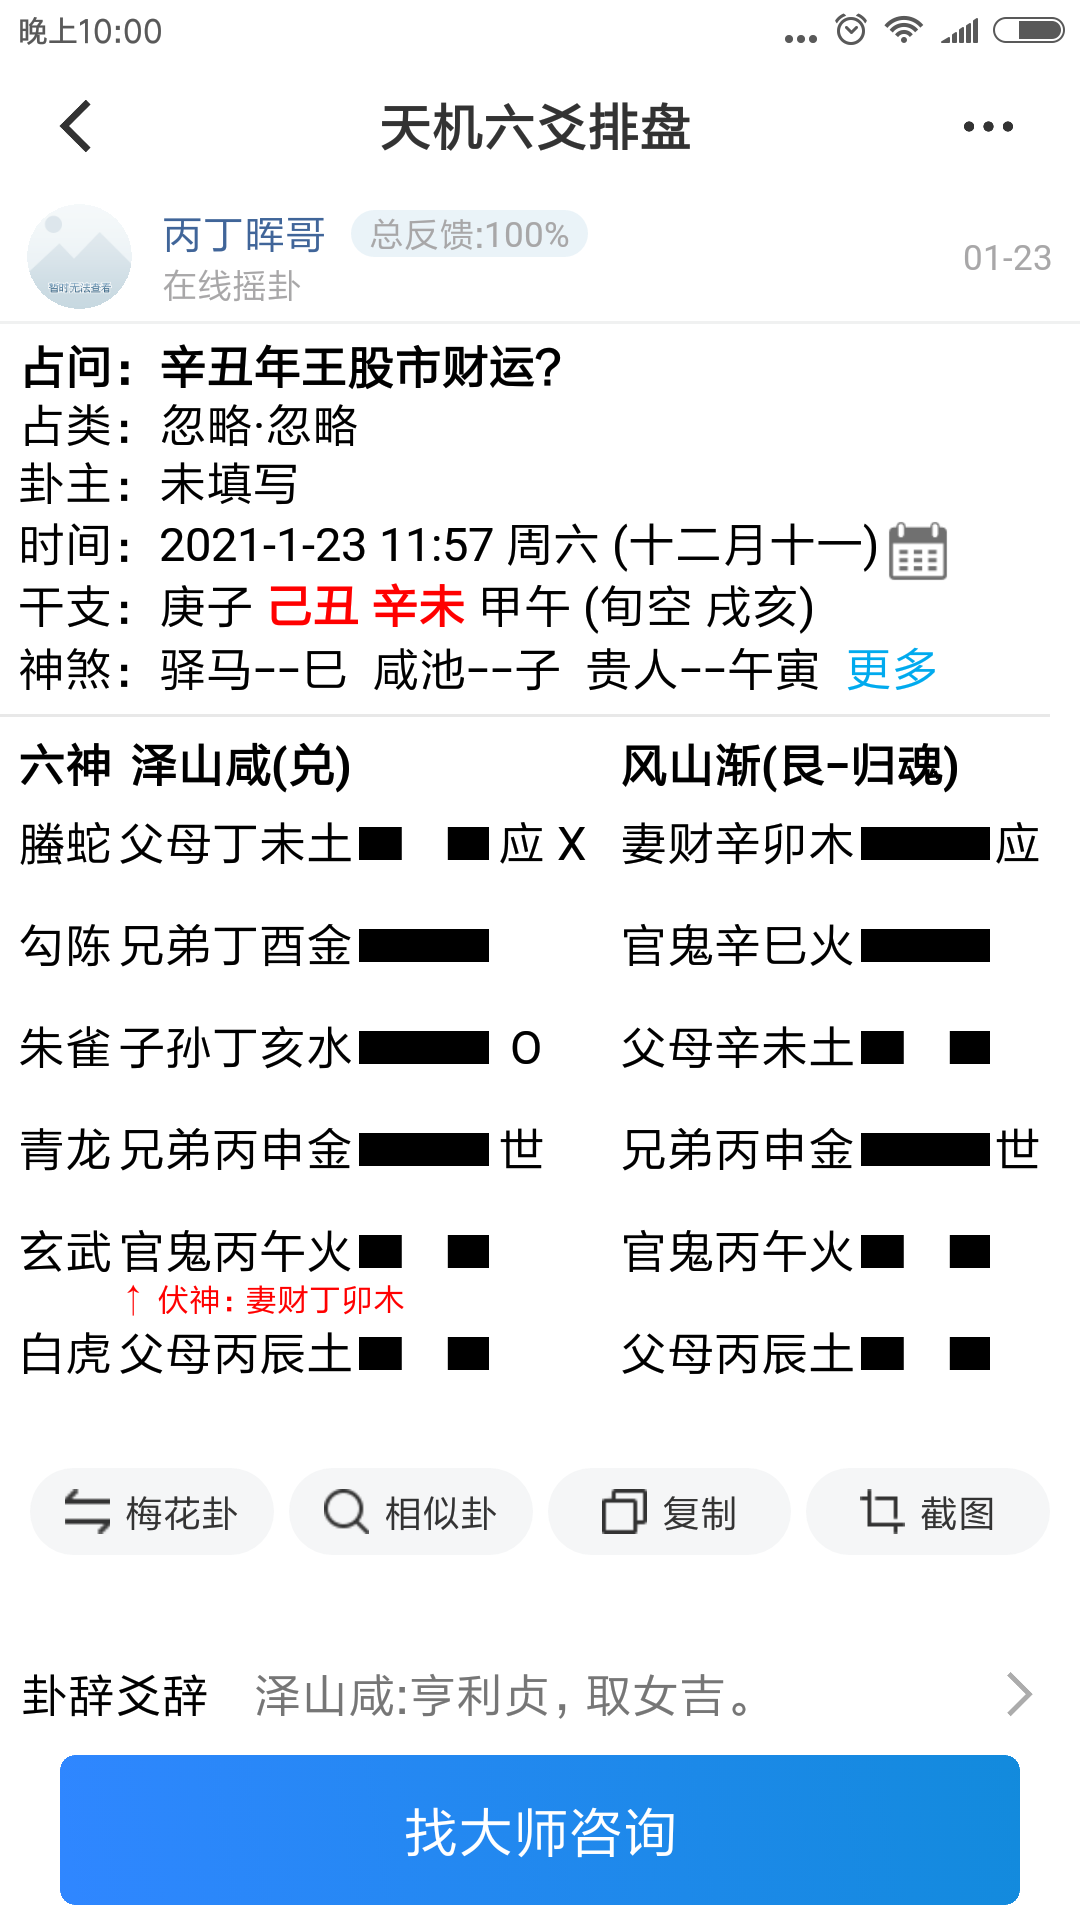 晚上10:00
天机六爻排盘
丙丁晖哥 总反馈:100%
在线摇卦
01-23
暂时无法查看
占问：辛丑年王股市财运?
占类：忽略·忽略
卦主：未填写
时间：2021-1-23 11:57 周六 (十二月十一)
干支：庚子 己丑 辛未 甲午 (旬空 戌亥)
神煞：驿马--巳 咸池--子 贵人--午寅 更多
六神 泽山咸(兑) 风山渐(艮-归魂)
螣蛇 父母丁未土 应 X 妻财辛卯木 应
勾陈 兄弟丁酉金 官鬼辛巳火
朱雀 子孙丁亥水 O 父母辛未土
青龙 兄弟丙申金 世 兄弟丙申金 世
玄武 官鬼丙午火 官鬼丙午火
↑ 伏神: 妻财丁卯木
白虎 父母丙辰土 父母丙辰土
梅花卦 相似卦 复制 截图
卦辞爻辞 泽山咸:亨利贞，取女吉。
找大师咨询